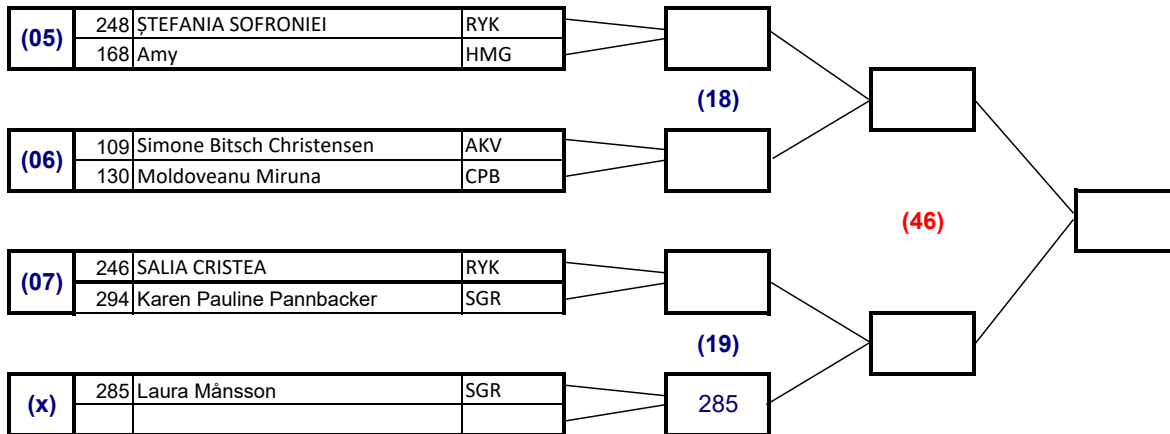 (05) 248 ȘTEFANIA SOFRONIEI RYK
168 Amy HMG
(18)
(06) 109 Simone Bitsch Christensen AKV
130 Moldoveanu Miruna CPB
(46)
(07) 246 SALIA CRISTEA RYK
294 Karen Pauline Pannbacker SGR
(19)
(x) 285 Laura Månsson SGR
285